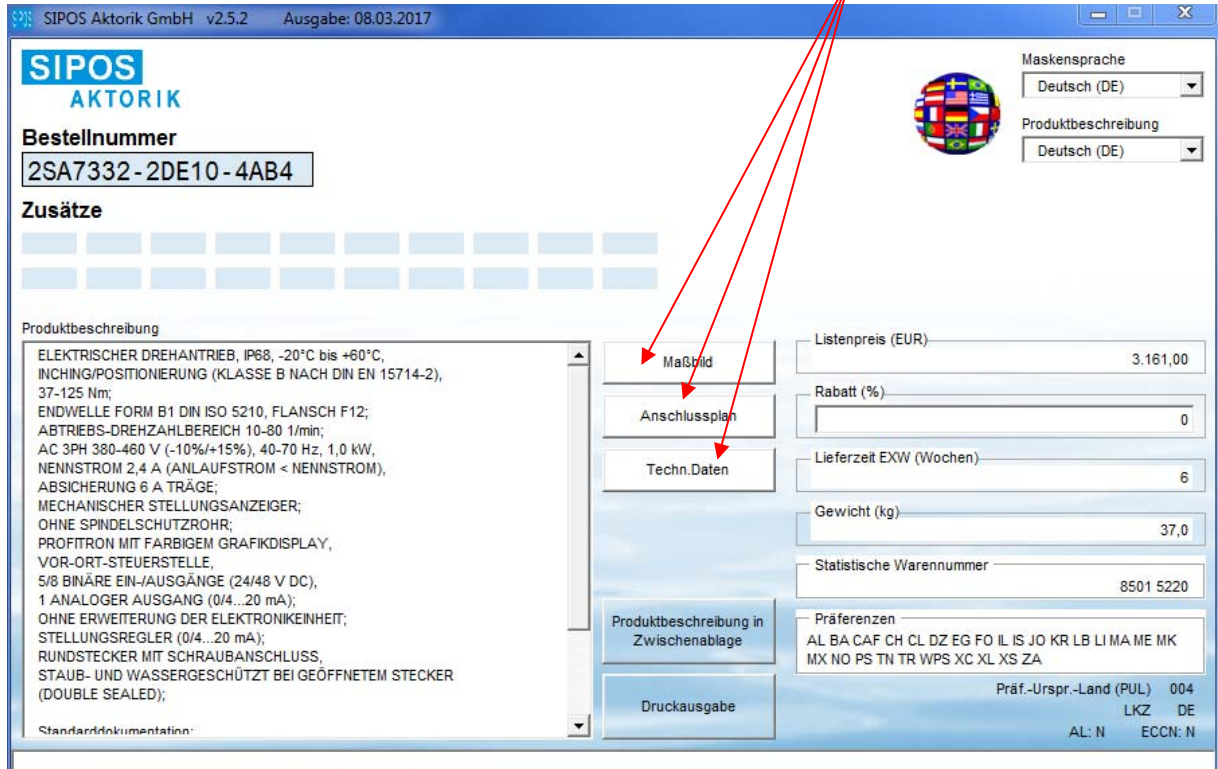 SIPOS Aktorik GmbH v2.5.2 Ausgabe: 08.03.2017
SIPOS
AKTORIK
Maskensprache
Deutsch (DE)
Produktbeschreibung
Deutsch (DE)
Bestellnummer
2SA7332-2DE10-4AB4
Zusätze
Produktbeschreibung
ELEKTRISCHER DREHANTRIEB, IP68, -20°C bis +60°C,
INCHING/POSITIONIERUNG (KLASSE B NACH DIN EN 15714-2),
37-125 Nm;
ENDWELLE FORM B1 DIN ISO 5210, FLANSCH F12;
ABTRIEBS-DREHZAHLBEREICH 10-80 1/min;
AC 3PH 380-460 V (-10%/+15%), 40-70 Hz, 1,0 kW,
NENNSTROM 2,4 A (ANLAUFSTROM < NENNSTROM),
ABSICHERUNG 6 A TRÄGE;
MECHANISCHER STELLUNGSANZEIGER;
OHNE SPINDELSCHUTZROHR;
PROFITRON MIT FARBIGEM GRAFIKDISPLAY,
VOR-ORT-STEUERSTELLE,
5/8 BINÄRE EIN-/AUSGÄNGE (24/48 V DC),
1 ANALOGER AUSGANG (0/4...20 mA);
OHNE ERWEITERUNG DER ELEKTRONIKEINHEIT;
STELLUNGSREGLER (0/4...20 mA);
RUNDSTECKER MIT SCHRAUBANSCHLUSS,
STAUB- UND WASSERGESCHÜTZT BEI GEÖFFNETEM STECKER
(DOUBLE SEALED);
Standarddokumentation:
Maßbild
Anschlussplan
Techn.Daten
Produktbeschreibung in
Zwischenablage
Druckausgabe
Listenpreis (EUR)
3.161,00
Rabatt (%)
0
Lieferzeit EXW (Wochen)
6
Gewicht (kg)
37,0
Statistische Warennummer
8501 5220
Präferenzen
AL BA CAF CH CL DZ EG FO IL IS JO KR LB LI MA ME MK
MX NO PS TN TR WPS XC XL XS ZA
Präf.-Urspr.-Land (PUL) 004
LKZ DE
AL: N ECCN: N